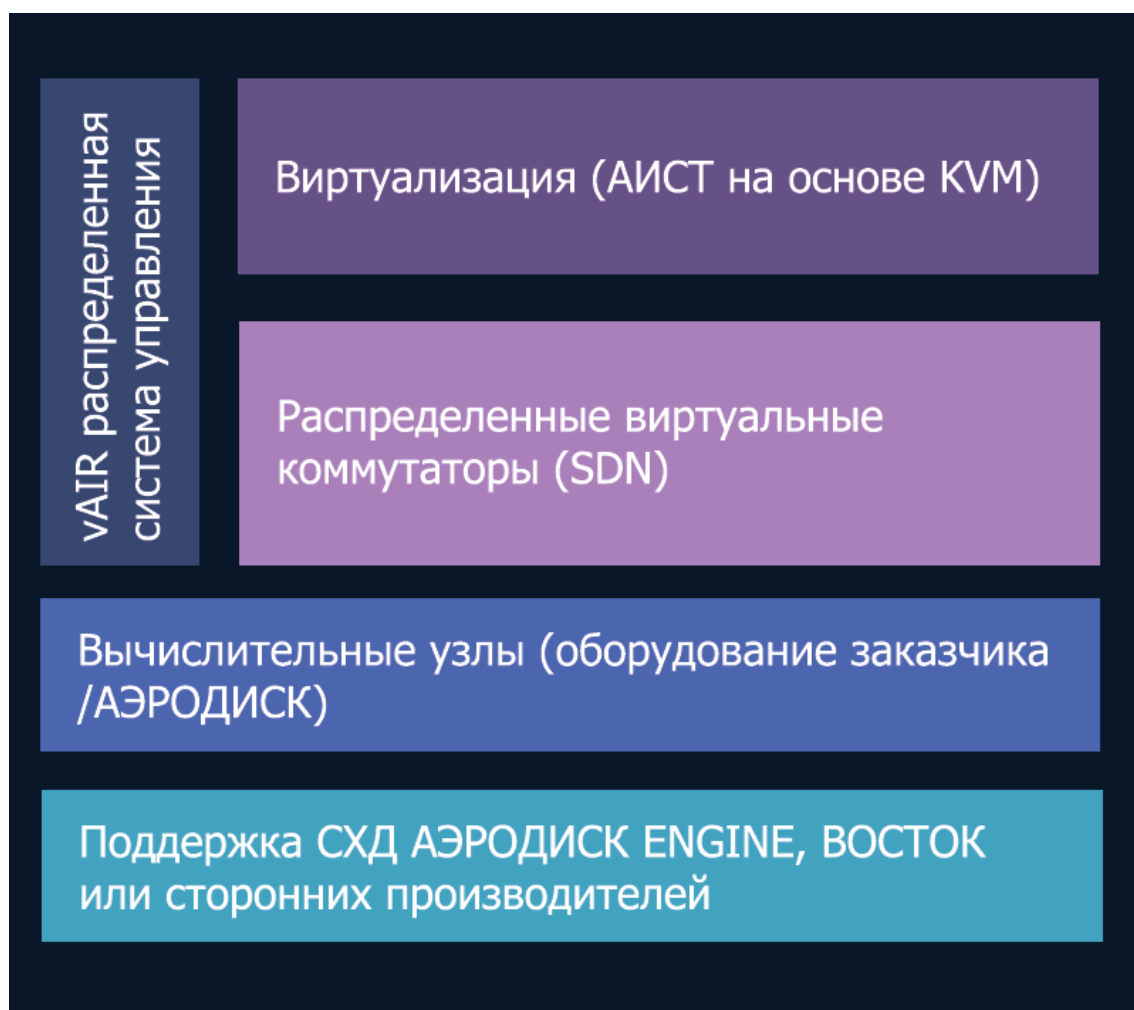 vAIR распределенная
система управления
Виртуализация (АИСТ на основе KVM)
Распределенные виртуальные
коммутаторы (SDN)
Вычислительные узлы (оборудование заказчика
/АЭРОДИСК)
Поддержка СХД АЭРОДИСК ENGINE, ВОСТОК
или сторонних производителей